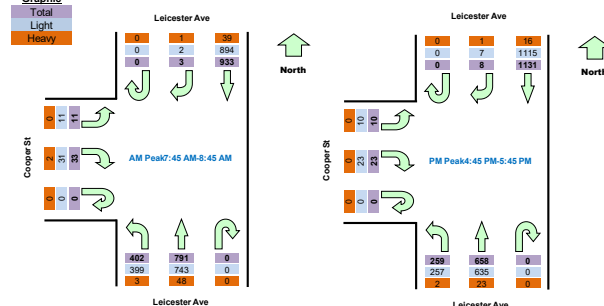 Graphic
Total
Light
Heavy
Leicester Ave
0 1 39
0 2 894
0 3 933
North
Cooper St
0 11 11
2 31 33
0 0 0
AM Peak7:45 AM-8:45 AM
402 791 0
399 743 0
3 48 0
Leicester Ave
Leicester Ave
0 1 16
0 7 1115
0 8 1131
North
Cooper St
0 10 10
0 23 23
0 0 0
PM Peak4:45 PM-5:45 PM
259 658 0
257 635 0
2 23 0
Leicester Ave